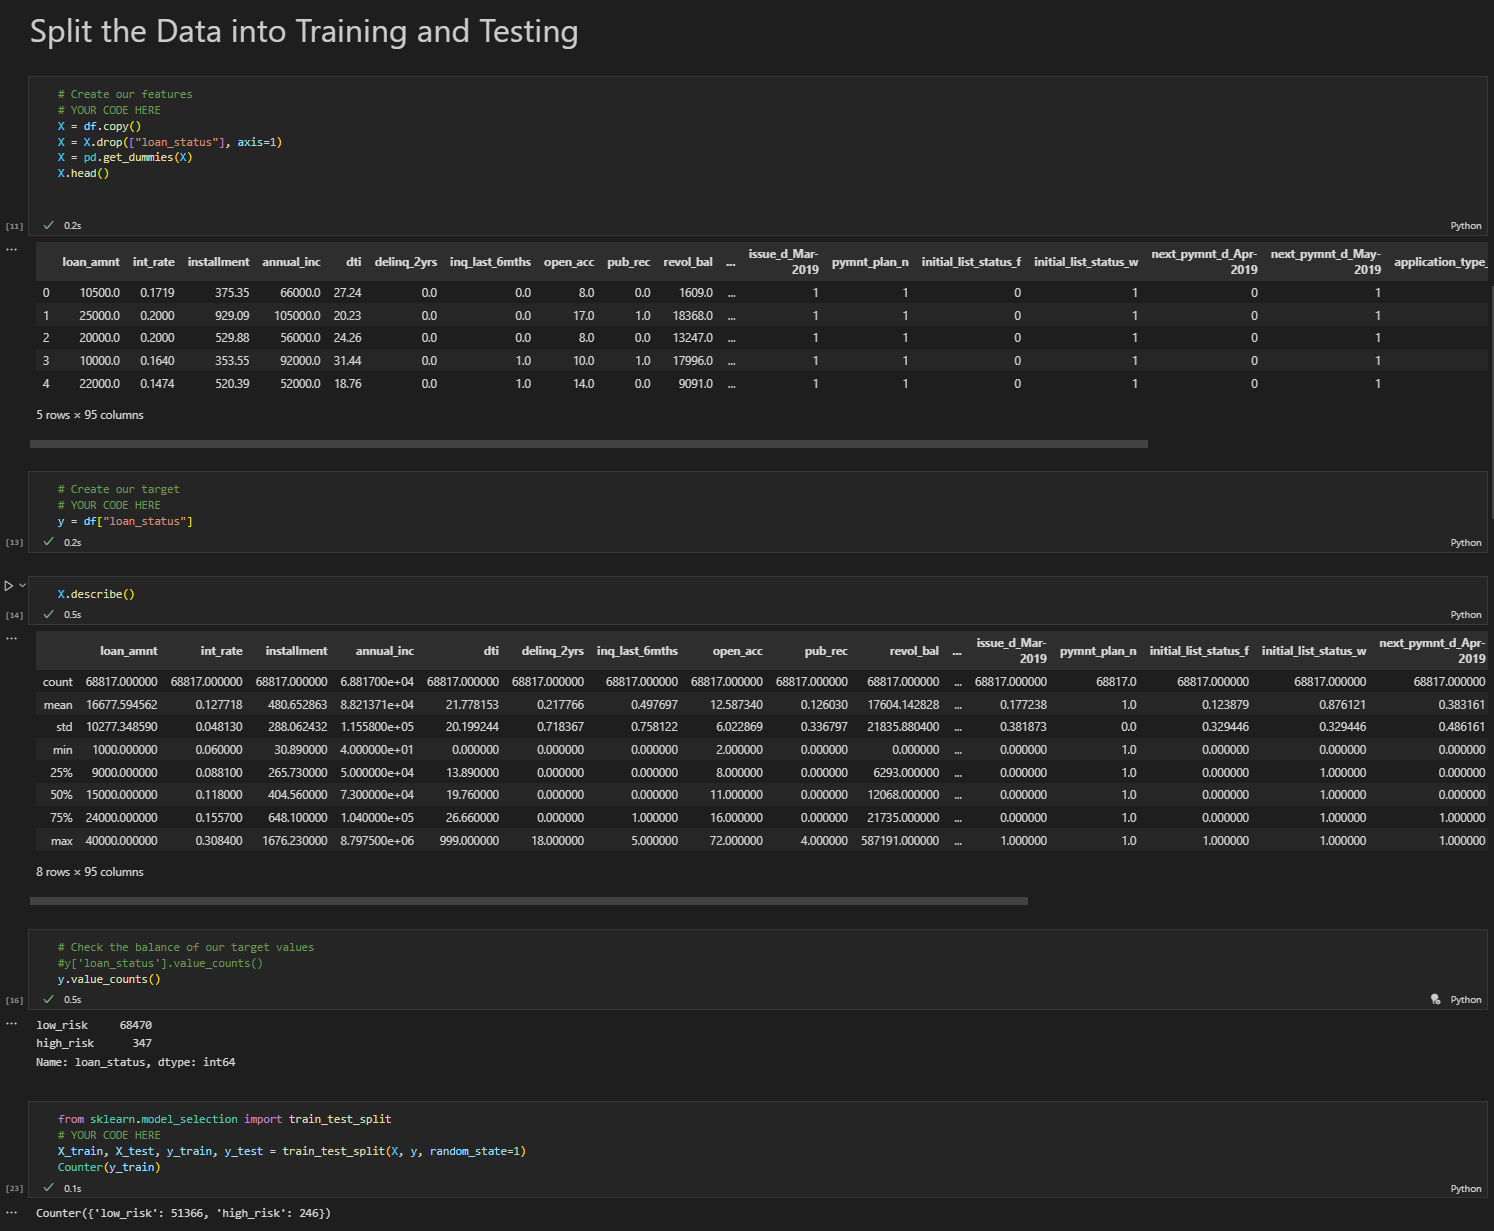 Split the Data into Training and Testing
# Create our features
# YOUR CODE HERE
X = df.copy()
X = X.drop(["loan_status"], axis=1)
X = pd.get_dummies(X)
X.head()
[11] ✓ 0.2s Python
...
loan_amnt int_rate installment annual_inc dti delinq_2yrs inq_last_6mths open_acc pub_rec revol_bal ... issue_d_Mar-2019 pymnt_plan_n initial_list_status_f initial_list_status_w next_pymnt_d_Apr-2019 next_pymnt_d_May-2019 application_type_
0 10500.0 0.1719 375.35 66000.0 27.24 0.0 0.0 8.0 0.0 1609.0 ... 1 1 0 1 0 1
1 25000.0 0.2000 929.09 105000.0 20.23 0.0 0.0 17.0 1.0 18368.0 ... 1 1 0 1 0 1
2 20000.0 0.2000 529.88 56000.0 24.26 0.0 0.0 8.0 0.0 13247.0 ... 1 1 0 1 0 1
3 10000.0 0.1640 353.55 92000.0 31.44 0.0 1.0 10.0 1.0 17996.0 ... 1 1 0 1 0 1
4 22000.0 0.1474 520.39 52000.0 18.76 0.0 1.0 14.0 0.0 9091.0 ... 1 1 0 1 0 1
5 rows × 95 columns
# Create our target
# YOUR CODE HERE
y = df["loan_status"]
[13] ✓ 0.2s Python
X.describe()
[14] ✓ 0.5s Python
...
loan_amnt int_rate installment annual_inc dti delinq_2yrs inq_last_6mths open_acc pub_rec revol_bal ... issue_d_Mar-2019 pymnt_plan_n initial_list_status_f initial_list_status_w next_pymnt_d_Apr-2019
count 68817.000000 68817.000000 68817.000000 6.881700e+04 68817.000000 68817.000000 68817.000000 68817.000000 68817.000000 68817.000000 ... 68817.000000 68817.0 68817.000000 68817.000000 68817.000000
mean 16677.594562 0.127718 480.652863 8.821371e+04 21.778153 0.217766 0.497697 12.587340 0.126030 17604.142828 ... 0.177238 1.0 0.123879 0.876121 0.383161
std 10277.348590 0.048130 288.062432 1.155800e+05 20.199244 0.718367 0.758122 6.022869 0.336797 21835.880400 ... 0.381873 0.0 0.329446 0.329446 0.486161
min 1000.000000 0.060000 30.890000 4.000000e+01 0.000000 0.000000 0.000000 2.000000 0.000000 0.000000 ... 0.000000 1.0 0.000000 0.000000 0.000000
25% 9000.000000 0.088100 265.730000 5.000000e+04 13.890000 0.000000 0.000000 8.000000 0.000000 6293.000000 ... 0.000000 1.0 0.000000 1.000000 0.000000
50% 15000.000000 0.118000 404.560000 7.300000e+04 19.760000 0.000000 0.000000 11.000000 0.000000 12068.000000 ... 0.000000 1.0 0.000000 1.000000 0.000000
75% 24000.000000 0.155700 648.100000 1.040000e+05 26.660000 0.000000 1.000000 16.000000 0.000000 21735.000000 ... 0.000000 1.0 0.000000 1.000000 1.000000
max 40000.000000 0.308400 1676.230000 8.797500e+06 999.000000 18.000000 5.000000 72.000000 4.000000 587191.000000 ... 1.000000 1.0 1.000000 1.000000 1.000000
8 rows × 95 columns
# Check the balance of our target values
#y['loan_status'].value_counts()
y.value_counts()
[16] ✓ 0.5s Python
...
low_risk 68470
high_risk 347
Name: loan_status, dtype: int64
from sklearn.model_selection import train_test_split
# YOUR CODE HERE
X_train, X_test, y_train, y_test = train_test_split(X, y, random_state=1)
Counter(y_train)
[23] ✓ 0.1s Python
... Counter({'low_risk': 51366, 'high_risk': 246})